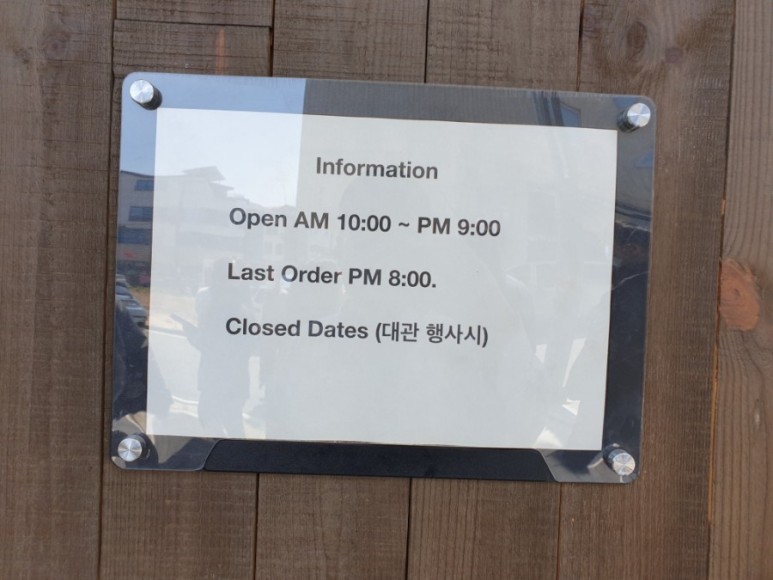 Information
Open AM 10:00 ~ PM 9:00
Last Order PM 8:00.
Closed Dates (대관 행사시)